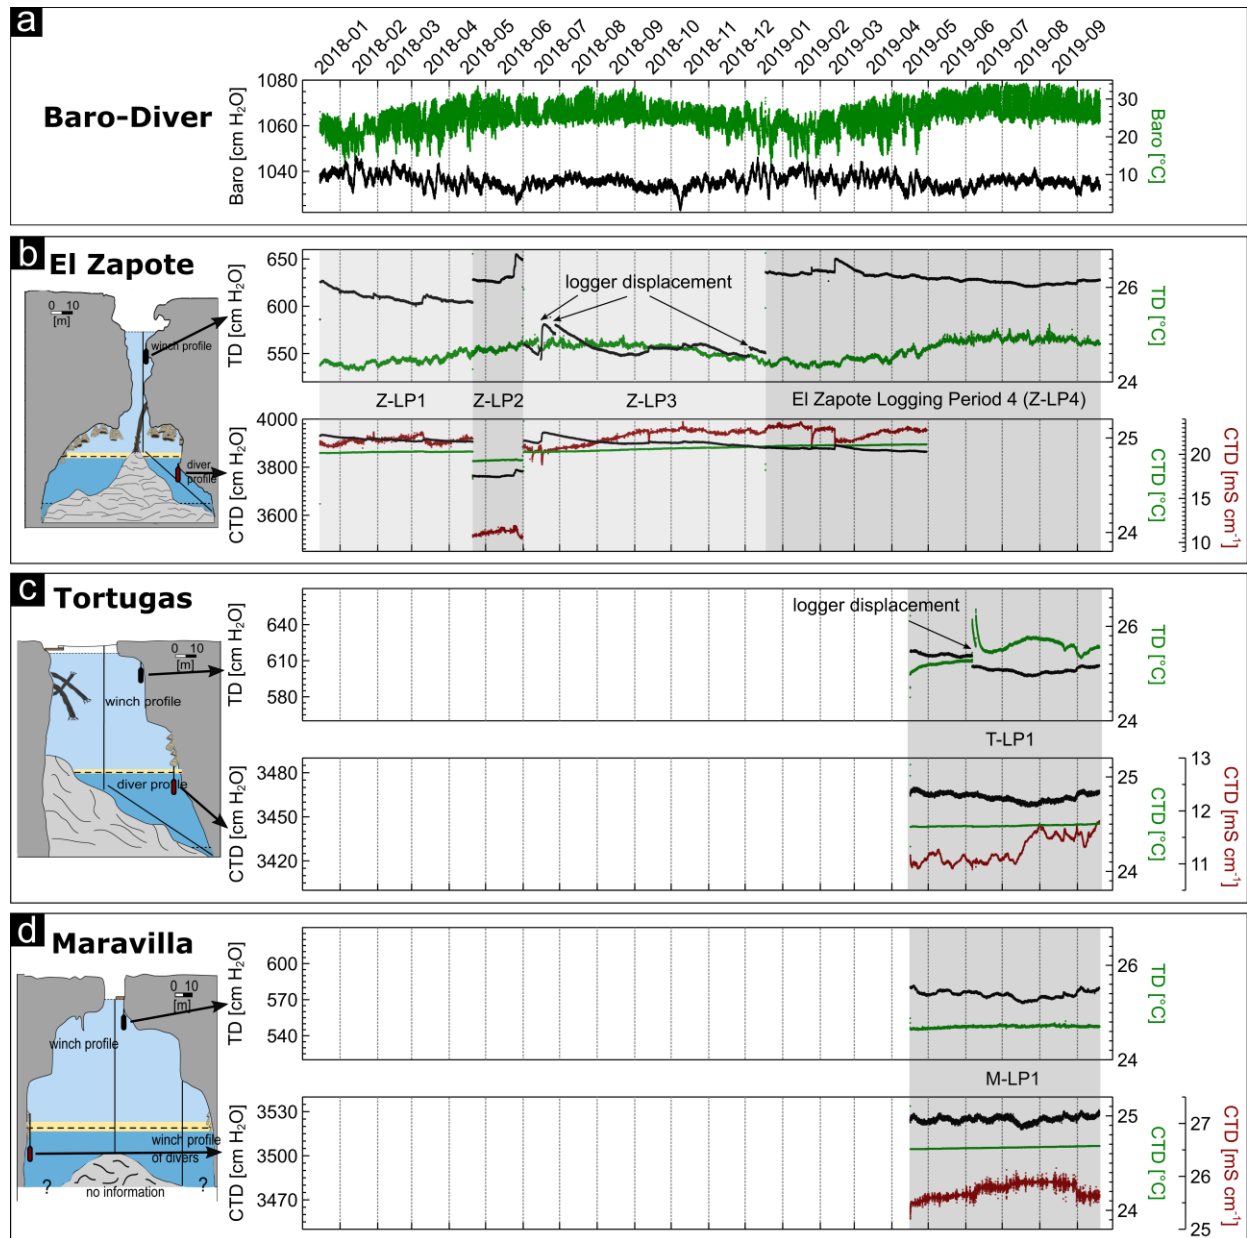 a
2018-01 2018-02 2018-03 2018-04 2018-05 2018-06 2018-07 2018-08 2018-09 2018-10 2018-11 2018-12 2019-01 2019-02 2019-03 2019-04 2019-05 2019-06 2019-07 2019-08 2019-09
Baro-Diver
Baro [cm H₂O]
1080
1060
1040
30
20
10
Baro [°C]
b
El Zapote
0 10
[m]
winch profile
diver
profile
TD [cm H₂O]
650
600
550
logger displacement
26
24
TD [°C]
Z-LP1 Z-LP2 Z-LP3 El Zapote Logging Period 4 (Z-LP4)
CTD [cm H₂O]
4000
3800
3600
25
24
CTD [°C]
20
15
10
CTD [mS cm⁻¹]
c
Tortugas
0 10
[m]
winch profile
diver profile
TD [cm H₂O]
640
610
580
logger displacement
26
25
24
TD [°C]
T-LP1
CTD [cm H₂O]
3480
3450
3420
25
24
CTD [°C]
13
12
11
CTD [mS cm⁻¹]
d
Maravilla
0 10
[m]
winch profile
winch profile
of divers
? no information ?
TD [cm H₂O]
600
570
540
26
25
24
TD [°C]
M-LP1
CTD [cm H₂O]
3530
3500
3470
25
24
CTD [°C]
27
26
25
CTD [mS cm⁻¹]